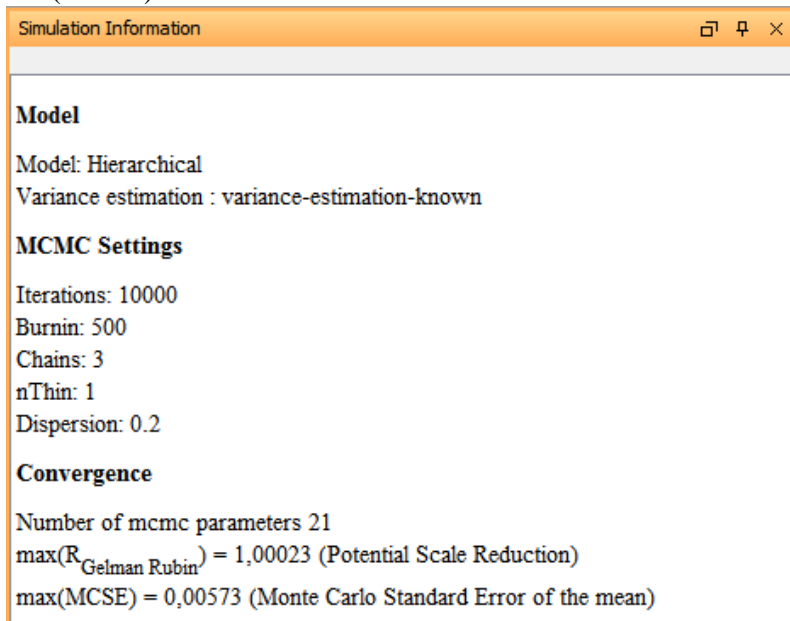 Simulation Information
Model
Model: Hierarchical
Variance estimation : variance-estimation-known
MCMC Settings
Iterations: 10000
Burnin: 500
Chains: 3
nThin: 1
Dispersion: 0.2
Convergence
Number of mcmc parameters 21
max(R_Gelman Rubin) = 1,00023 (Potential Scale Reduction)
max(MCSE) = 0,00573 (Monte Carlo Standard Error of the mean)